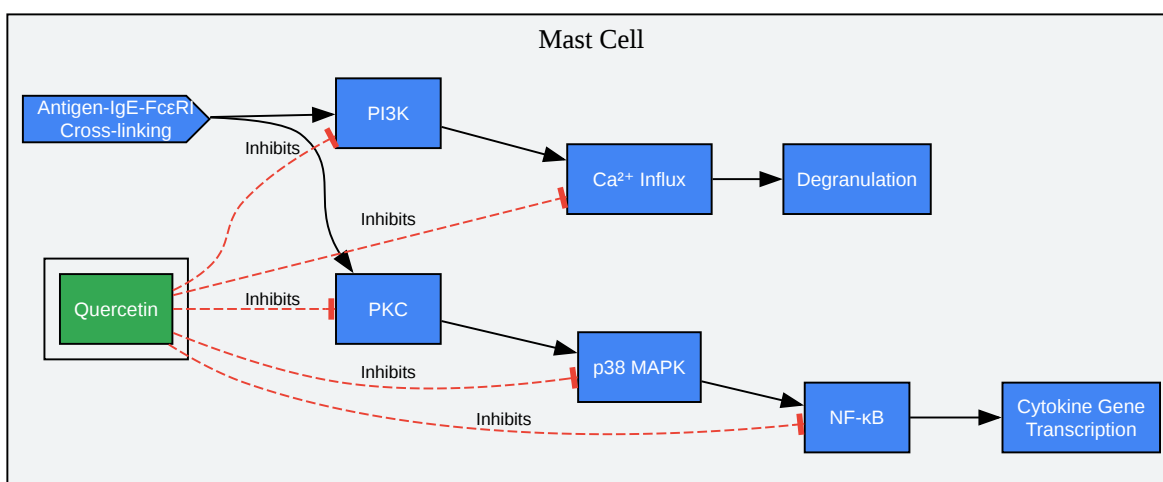 Mast Cell
Antigen-IgE-FcεRI
Cross-linking
PI3K
Inhibits
Ca²⁺ Influx
Degranulation
Inhibits
Quercetin
Inhibits
PKC
p38 MAPK
Inhibits
NF-κB
Cytokine Gene
Transcription
Inhibits